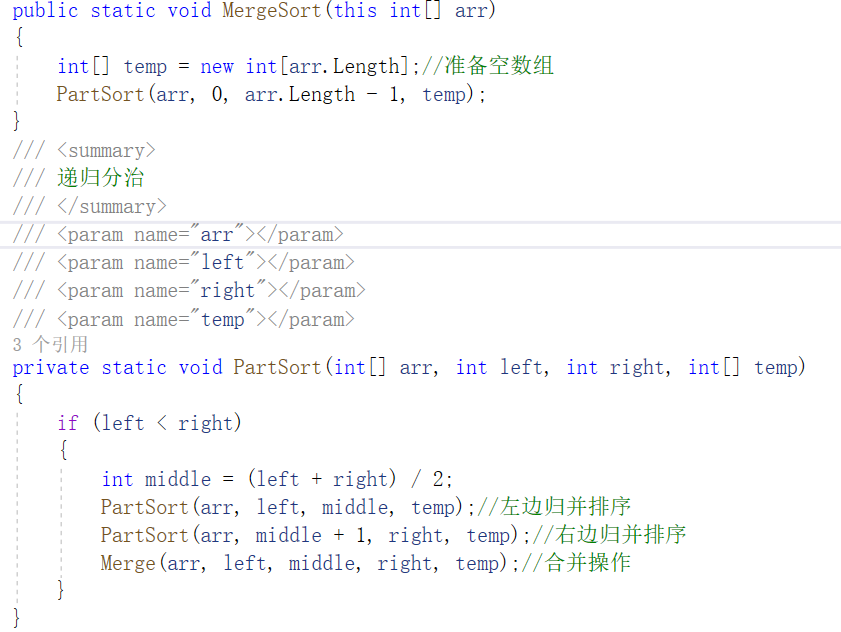 public static void MergeSort(this int[] arr)
{
    int[] temp = new int[arr.Length];//准备空数组
    PartSort(arr, 0, arr.Length - 1, temp);
}
/// <summary>
/// 递归分治
/// </summary>
/// <param name="arr"></param>
/// <param name="left"></param>
/// <param name="right"></param>
/// <param name="temp"></param>
3 个引用
private static void PartSort(int[] arr, int left, int right, int[] temp)
{
    if (left < right)
    {
        int middle = (left + right) / 2;
        PartSort(arr, left, middle, temp);//左边归并排序
        PartSort(arr, middle + 1, right, temp);//右边归并排序
        Merge(arr, left, middle, right, temp);//合并操作
    }
}